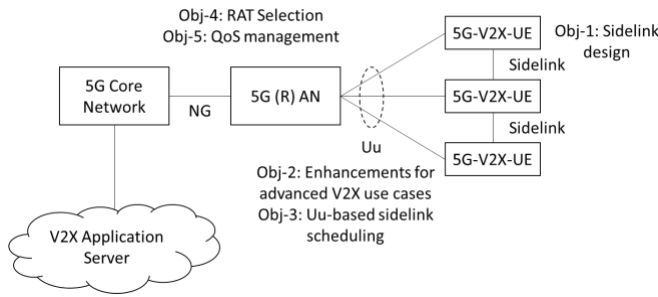 Obj-4: RAT Selection
Obj-5: QoS management
5G-V2X-UE
Obj-1: Sidelink
design
Sidelink
5G Core
Network
NG
5G (R) AN
5G-V2X-UE
Sidelink
Uu
5G-V2X-UE
Obj-2: Enhancements for
advanced V2X use cases
Obj-3: Uu-based sidelink
scheduling
V2X Application
Server